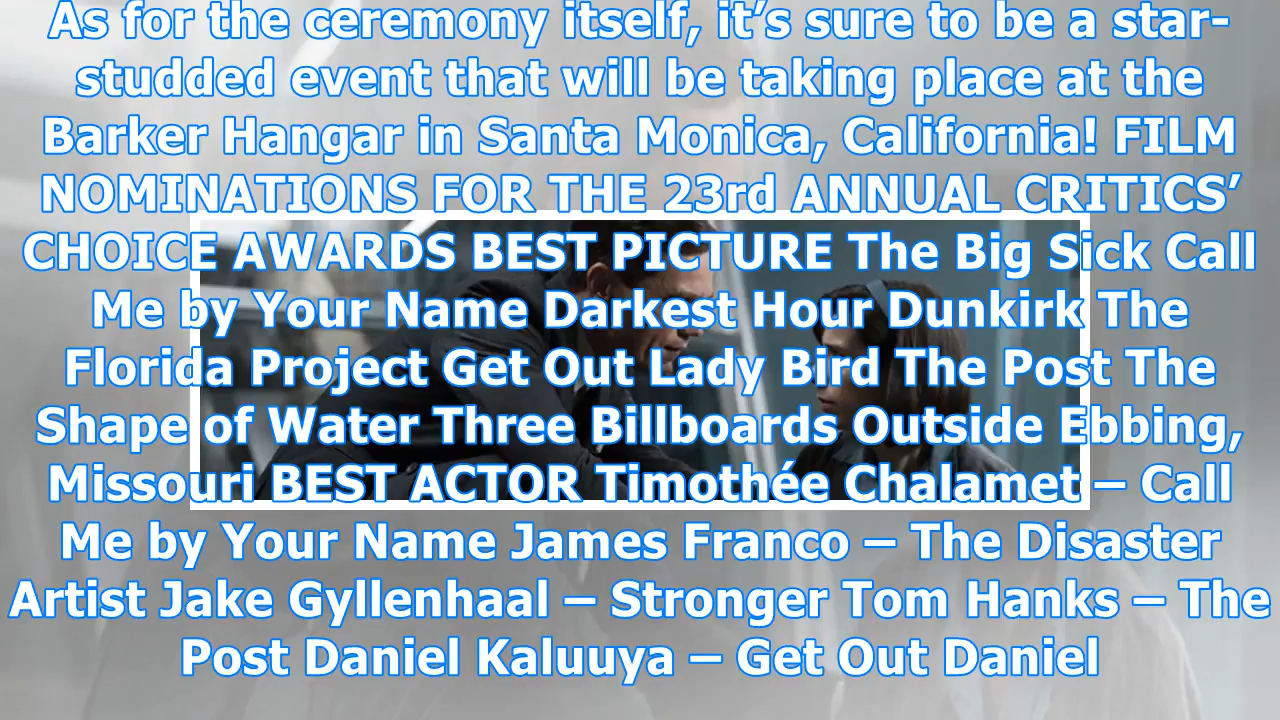 As for the ceremony itself, it’s sure to be a star-
studded event that will be taking place at the
Barker Hangar in Santa Monica, California! FILM
NOMINATIONS FOR THE 23rd ANNUAL CRITICS’
CHOICE AWARDS BEST PICTURE The Big Sick Call
Me by Your Name Darkest Hour Dunkirk The
Florida Project Get Out Lady Bird The Post The
Shape of Water Three Billboards Outside Ebbing,
Missouri BEST ACTOR Timothée Chalamet – Call
Me by Your Name James Franco – The Disaster
Artist Jake Gyllenhaal – Stronger Tom Hanks – The
Post Daniel Kaluuya – Get Out Daniel